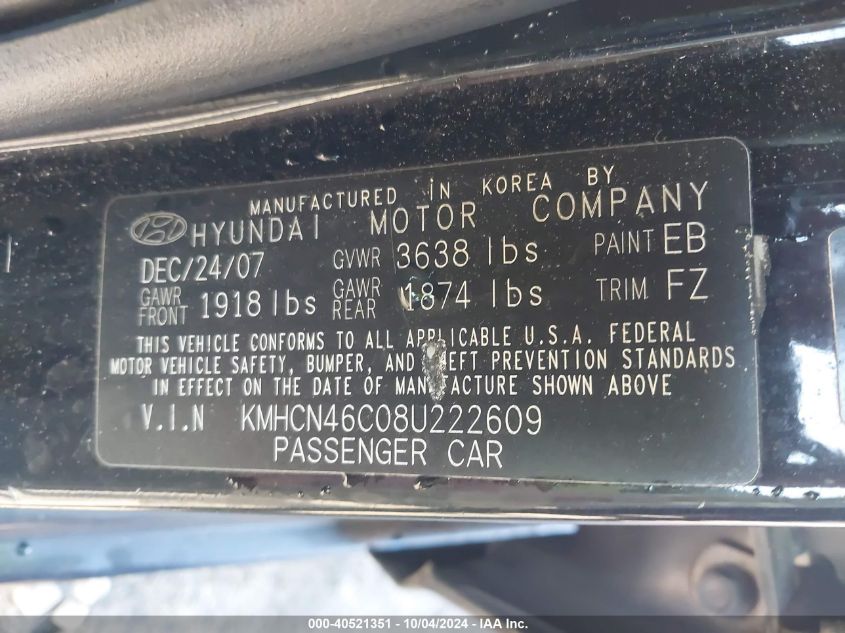 MANUFACTURED IN KOREA BY
HYUNDAI MOTOR COMPANY
DEC/24/07 GVWR 3638 lbs PAINT EB
GAWR FRONT 1918 lbs GAWR REAR 1874 lbs TRIM FZ
THIS VEHICLE CONFORMS TO ALL APPLICABLE U.S.A. FEDERAL
MOTOR VEHICLE SAFETY, BUMPER, AND THEFT PREVENTION STANDARDS
IN EFFECT ON THE DATE OF MANUFACTURE SHOWN ABOVE
V.I.N KMHCN46C08U222609
PASSENGER CAR
000-40521351 - 10/04/2024 - IAA Inc.